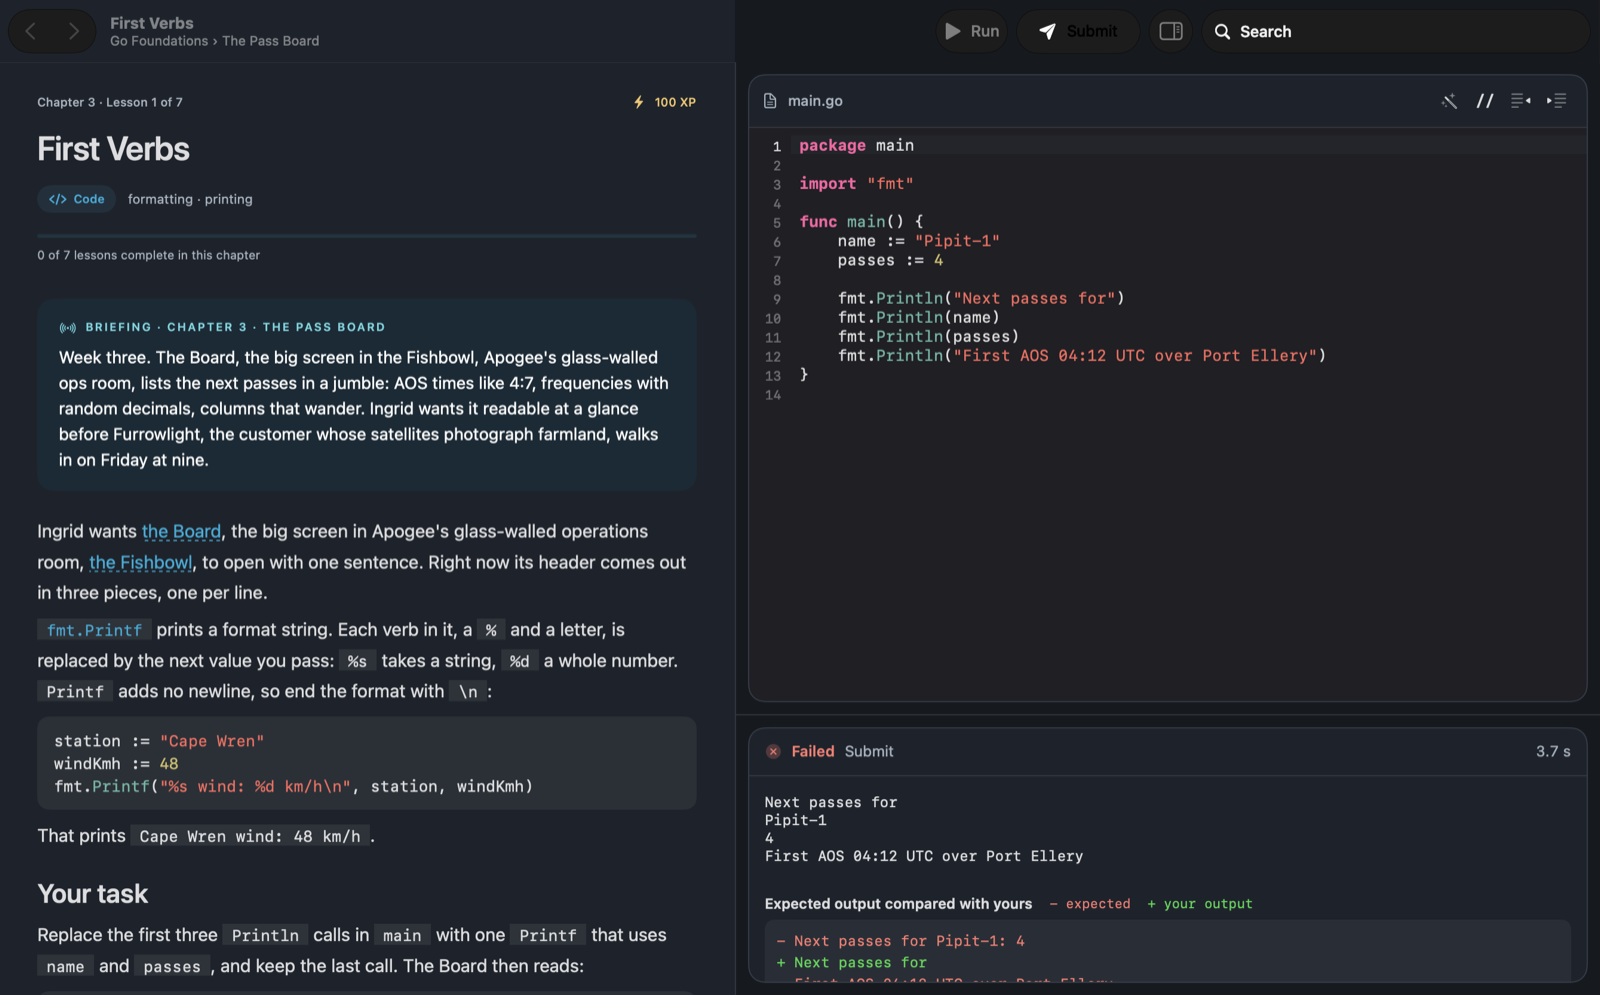 First Verbs
Go Foundations › The Pass Board
Run
Submit
Search
Chapter 3 · Lesson 1 of 7
100 XP
First Verbs
</> Code
formatting · printing
0 of 7 lessons complete in this chapter
BRIEFING · CHAPTER 3 · THE PASS BOARD
Week three. The Board, the big screen in the Fishbowl, Apogee's glass-walled
ops room, lists the next passes in a jumble: AOS times like 4:7, frequencies with
random decimals, columns that wander. Ingrid wants it readable at a glance
before Furrowlight, the customer whose satellites photograph farmland, walks
in on Friday at nine.
Ingrid wants the Board, the big screen in Apogee's glass-walled operations
room, the Fishbowl, to open with one sentence. Right now its header comes out
in three pieces, one per line.
fmt.Printf prints a format string. Each verb in it, a % and a letter, is
replaced by the next value you pass: %s takes a string, %d a whole number.
Printf adds no newline, so end the format with \n:
station := "Cape Wren"
windKmh := 48
fmt.Printf("%s wind: %d km/h\n", station, windKmh)
That prints Cape Wren wind: 48 km/h.
Your task
Replace the first three Println calls in main with one Printf that uses
name and passes, and keep the last call. The Board then reads:
main.go
//
1 package main
2
3 import "fmt"
4
5 func main() {
6 name := "Pipit-1"
7 passes := 4
8
9 fmt.Println("Next passes for")
10 fmt.Println(name)
11 fmt.Println(passes)
12 fmt.Println("First AOS 04:12 UTC over Port Ellery")
13 }
14
Failed Submit
3.7 s
Next passes for
Pipit-1
4
First AOS 04:12 UTC over Port Ellery
Expected output compared with yours - expected + your output
- Next passes for Pipit-1: 4
+ Next passes for
First AOS 04:12 UTC over Port Ellery